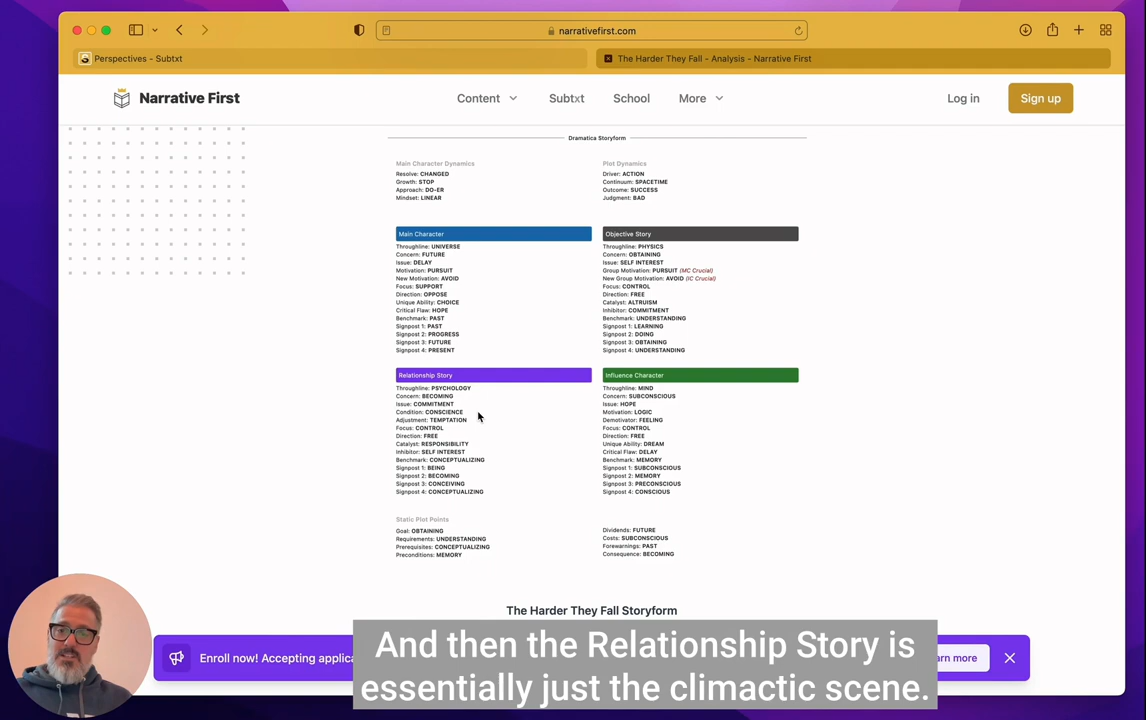 narrativefirst.com
Perspectives - Subtxt
The Harder They Fall - Analysis - Narrative First
Narrative First
Content
Subtxt
School
More
Log in
Sign up
Dramatica Storyform
Main Character Dynamics
Resolve: CHANGED
Growth: STOP
Approach: DO-ER
Mindset: LINEAR
Plot Dynamics
Driver: ACTION
Continuum: SPACETIME
Outcome: SUCCESS
Judgment: BAD
Main Character
Throughline: UNIVERSE
Concern: FUTURE
Issue: DELAY
Motivation: PURSUIT
New Motivation: AVOID
Focus: SUPPORT
Direction: OPPOSE
Unique Ability: CHOICE
Critical Flaw: HOPE
Benchmark: PAST
Signpost 1: PAST
Signpost 2: PROGRESS
Signpost 3: FUTURE
Signpost 4: PRESENT
Objective Story
Throughline: PHYSICS
Concern: OBTAINING
Issue: SELF INTEREST
Group Motivation: PURSUIT (MC Crucial)
New Group Motivation: AVOID (IC Crucial)
Focus: CONTROL
Direction: FREE
Catalyst: ALTRUISM
Inhibitor: COMMITMENT
Benchmark: UNDERSTANDING
Signpost 1: LEARNING
Signpost 2: DOING
Signpost 3: OBTAINING
Signpost 4: UNDERSTANDING
Relationship Story
Throughline: PSYCHOLOGY
Concern: BECOMING
Issue: COMMITMENT
Condition: CONSCIENCE
Adjustment: TEMPTATION
Focus: CONTROL
Direction: FREE
Catalyst: RESPONSIBILITY
Inhibitor: SELF INTEREST
Benchmark: CONCEPTUALIZING
Signpost 1: BEING
Signpost 2: BECOMING
Signpost 3: CONCEIVING
Signpost 4: CONCEPTUALIZING
Influence Character
Throughline: MIND
Concern: SUBCONSCIOUS
Issue: HOPE
Motivation: LOGIC
Demotivator: FEELING
Focus: CONTROL
Direction: FREE
Unique Ability: DREAM
Critical Flaw: DELAY
Benchmark: MEMORY
Signpost 1: SUBCONSCIOUS
Signpost 2: MEMORY
Signpost 3: PRECONSCIOUS
Signpost 4: CONSCIOUS
Static Plot Points
Goal: OBTAINING
Requirements: UNDERSTANDING
Prerequisites: CONCEPTUALIZING
Preconditions: MEMORY
Dividends: FUTURE
Costs: SUBCONSCIOUS
Forewarnings: PAST
Consequence: BECOMING
The Harder They Fall Storyform
Enroll now! Accepting applica
arn more
And then the Relationship Story is
essentially just the climactic scene.